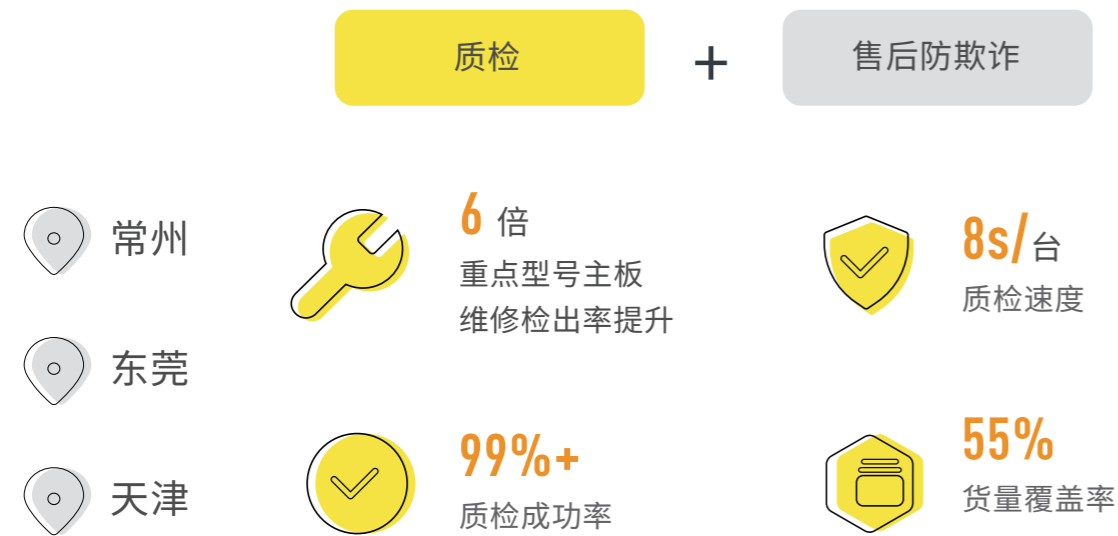 质检
+
售后防欺诈
常州
东莞
天津
6 倍
重点型号主板
维修检出率提升
8s/台
质检速度
99%+
质检成功率
55%
货量覆盖率